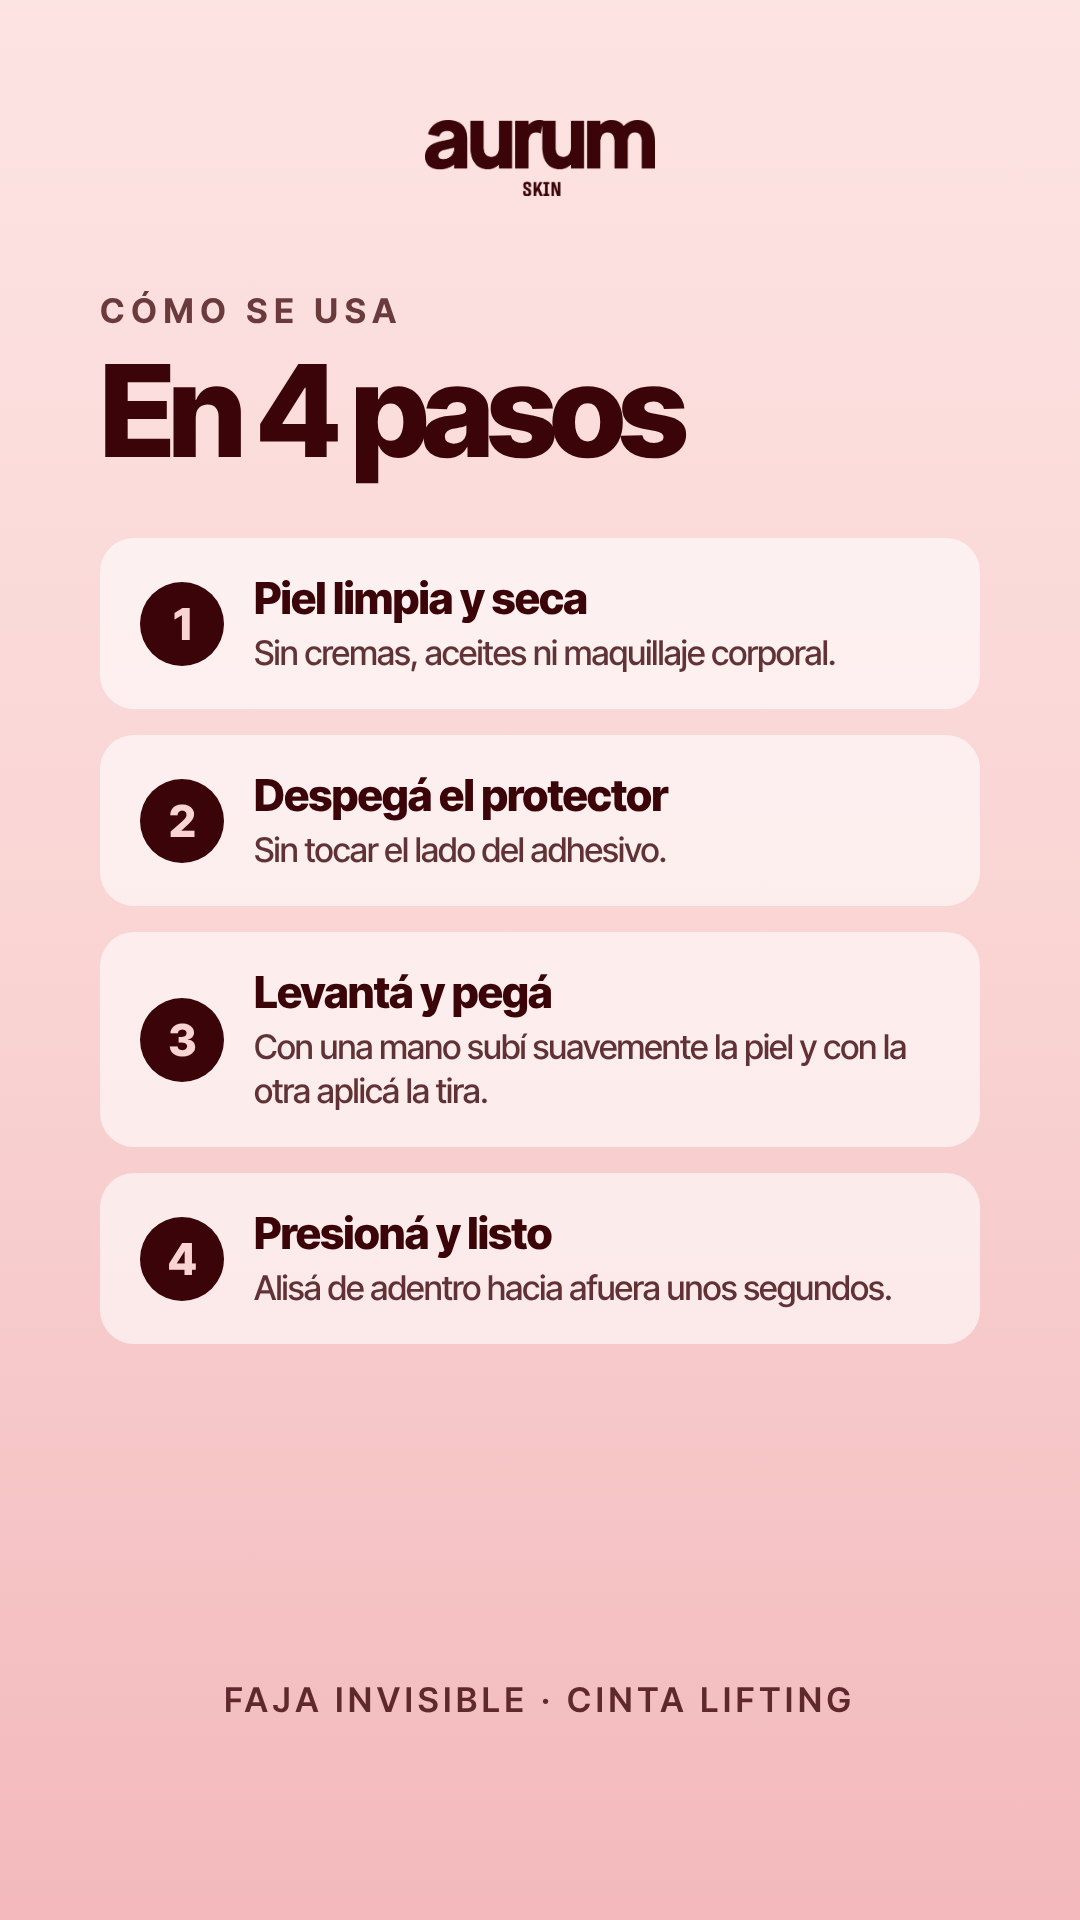 aurum
SKIN
CÓMO SE USA
En 4 pasos
1
Piel limpia y seca
Sin cremas, aceites ni maquillaje corporal.
2
Despegá el protector
Sin tocar el lado del adhesivo.
3
Levantá y pegá
Con una mano subí suavemente la piel y con la
otra aplicá la tira.
4
Presioná y listo
Alisá de adentro hacia afuera unos segundos.
FAJA INVISIBLE · CINTA LIFTING